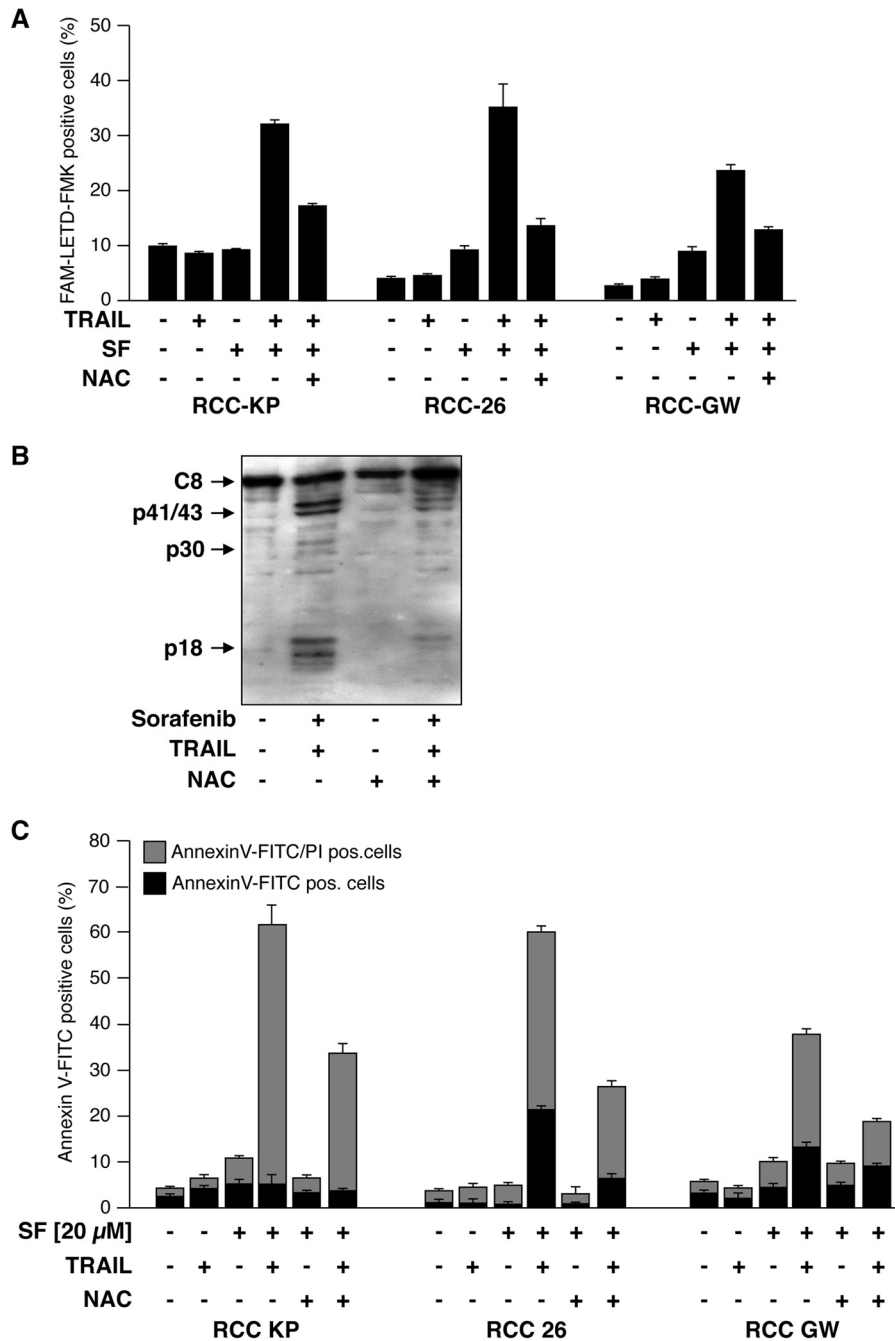 A
FAM-LETD-FMK positive cells (%)
50
40
30
20
10
0
TRAIL - + - + + - + - + + - + - + +
SF - - + + + - - + + + - - + + +
NAC - - - - + - - - - + - - - - +
RCC-KP RCC-26 RCC-GW
B
C8
p41/43
p30
p18
Sorafenib - + - +
TRAIL - + - +
NAC - - + +
C
Annexin V-FITC positive cells (%)
80
70
60
50
40
30
20
10
0
AnnexinV-FITC/PI pos.cells
AnnexinV-FITC pos. cells
SF [20 µM] - - + + + + - - + + + + - - + + + +
TRAIL - + - + - + - + - + - + - + - + - +
NAC - - - - + + - - - - + + - - - - + +
RCC KP RCC 26 RCC GW